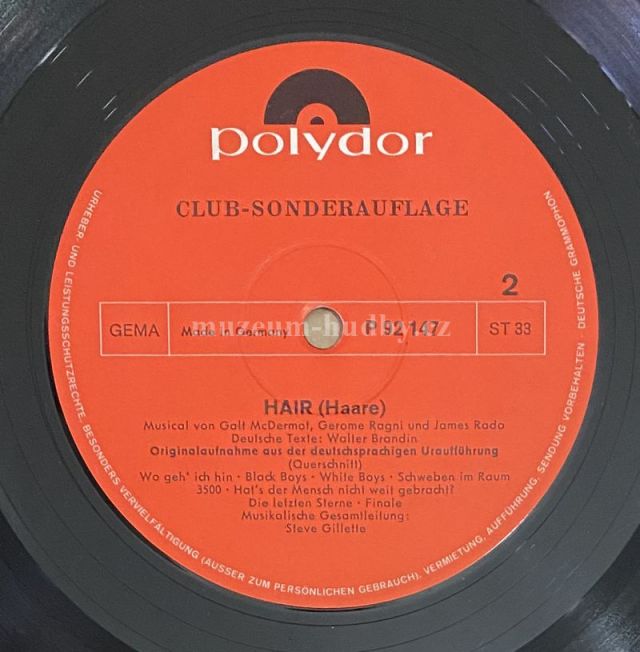 polydor
CLUB-SONDERAUFLAGE
2
GEMA
Made in Germany
P 92 147
ST 33
muzeum-hudby.cz
HAIR (Haare)
Musical von Galt McDermot, Gerome Ragni und James Rado
Deutsche Texte: Walter Brandin
Originalaufnahme aus der deutschsprachigen Uraufführung
(Querschnitt)
Wo geh' ich hin · Black Boys · White Boys · Schweben im Raum
3500 · Hat's der Mensch nicht weit gebracht?
Die letzten Sterne · Finale
Musikalische Gesamtleitung:
Steve Gillette
URHEBER- UND LEISTUNGSSCHUTZRECHTE, BESONDERS VERVIELFÄLTIGUNG (AUSSER ZUM PERSÖNLICHEN GEBRAUCH), VERMIETUNG, AUFFÜHRUNG, SENDUNG VORBEHALTEN · DEUTSCHE GRAMMOPHON